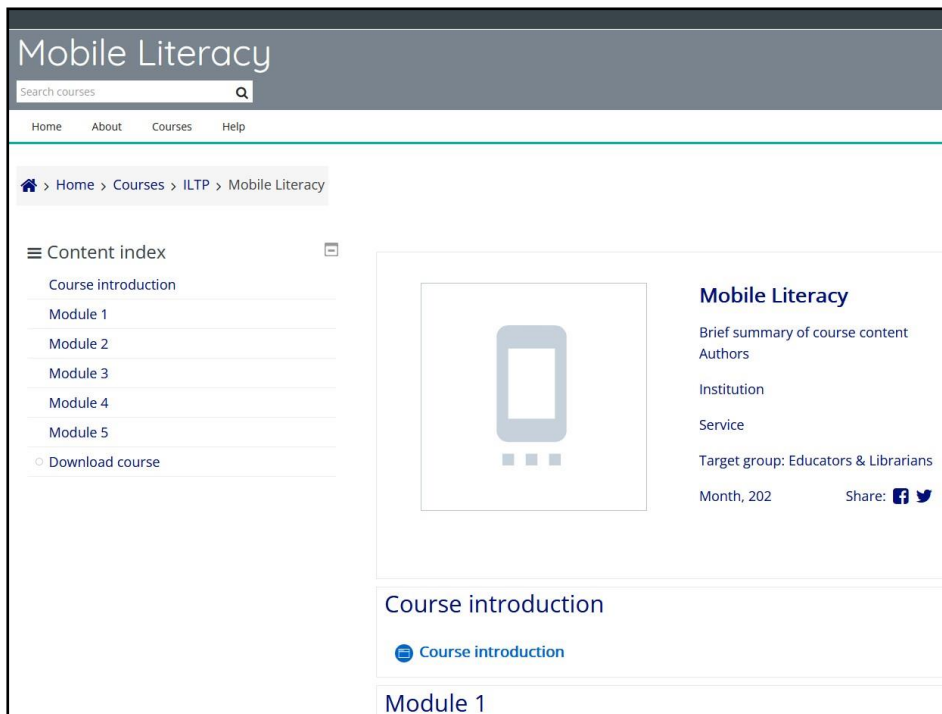 Mobile Literacy
Search courses
Home About Courses Help
> Home > Courses > ILTP > Mobile Literacy
Content index
Course introduction
Module 1
Module 2
Module 3
Module 4
Module 5
Download course
Mobile Literacy
Brief summary of course content
Authors
Institution
Service
Target group: Educators & Librarians
Month, 202 Share:
Course introduction
Course introduction
Module 1